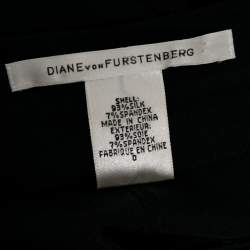 DIANE VON FURSTENBERG
SHELL:
93%SILK
7%SPANDEX
MADE IN CHINA
EXTERIEUR:
93%SOIE
7%SPANDEX
FABRIQUE EN CHINE
0